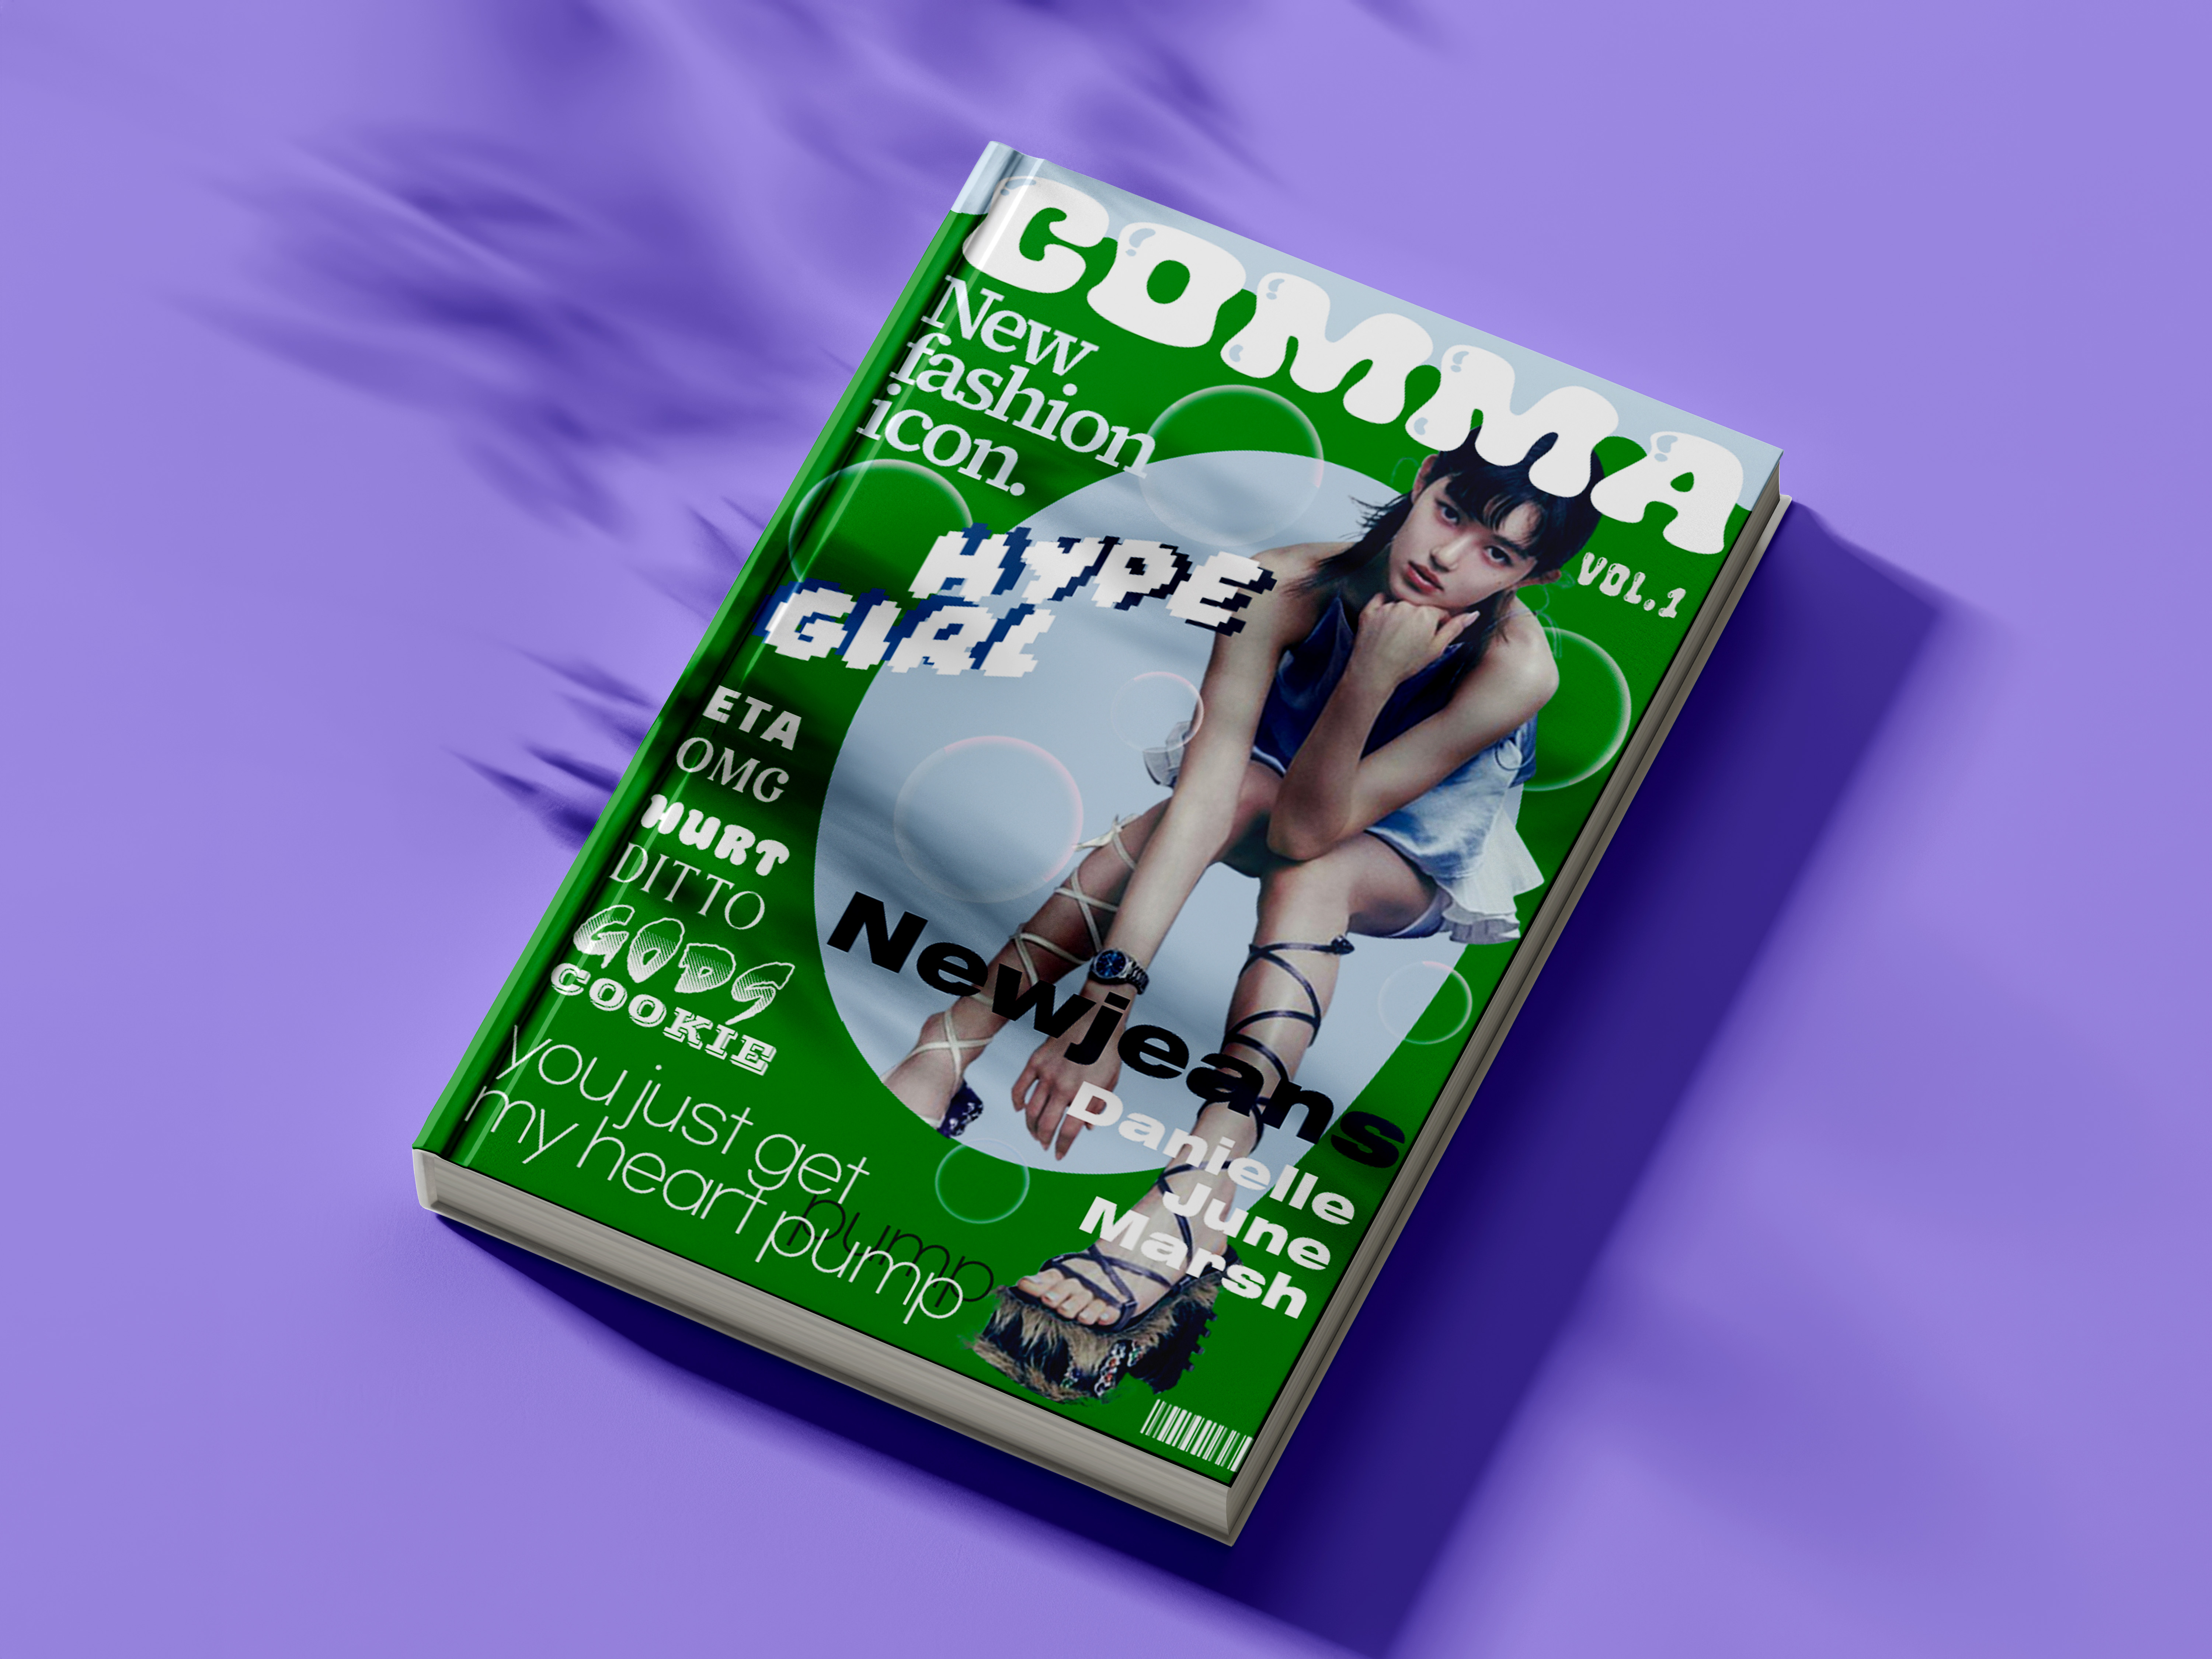 COMMA
VOL.1
New
fashion
icon.
HYPE
GIRL
ETA
OMG
HURT
DITTO
GODS
COOKIE
Newjeans
Danielle
June
Marsh
you just get
my heart pump
pump